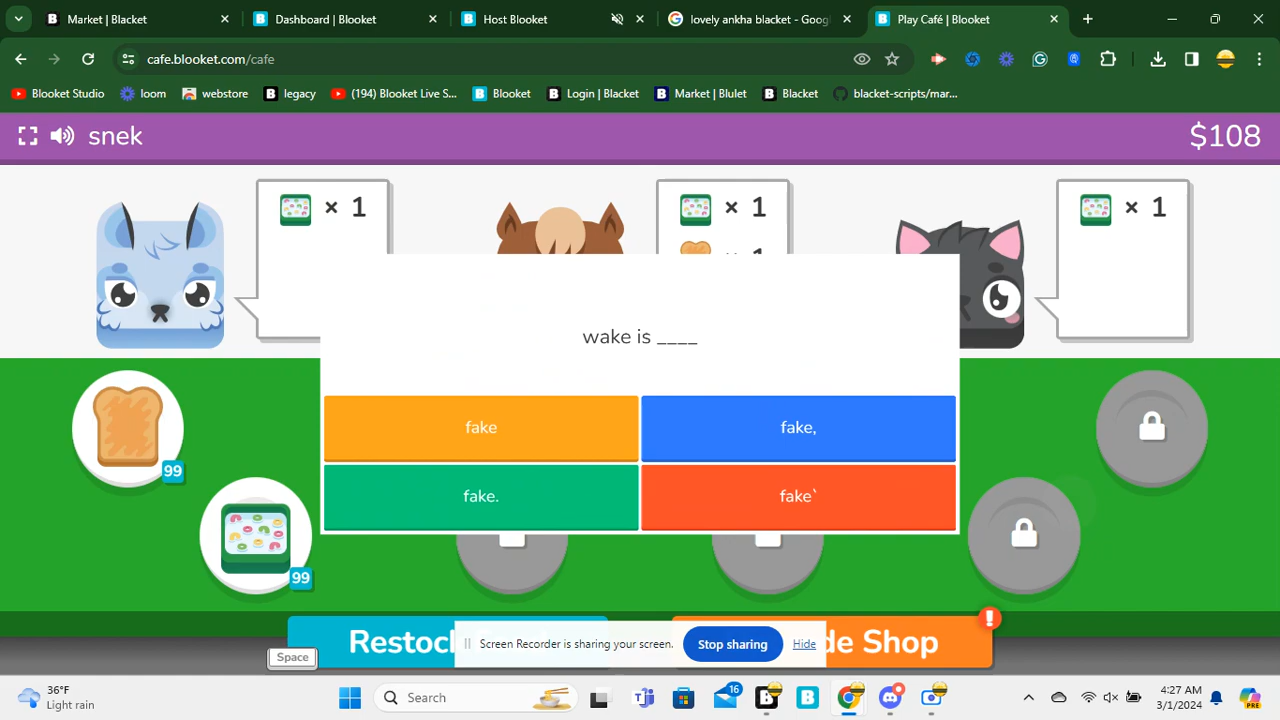 Market | Blacket
Dashboard | Blooket
Host Blooket
lovely ankha blacket - Googl
Play Café | Blooket
cafe.blooket.com/cafe
Blooket Studio
loom
webstore
legacy
(194) Blooket Live S...
Blooket
Login | Blacket
Market | Blulet
Blacket
blacket-scripts/mar...
snek
$108
× 1
× 1
× 1
wake is ____
fake
fake,
fake.
fake`
99
99
Restoc
de Shop
!
Space
Screen Recorder is sharing your screen.
Stop sharing
Hide
36°F
Light rain
Search
16
4:27 AM
3/1/2024
PRE